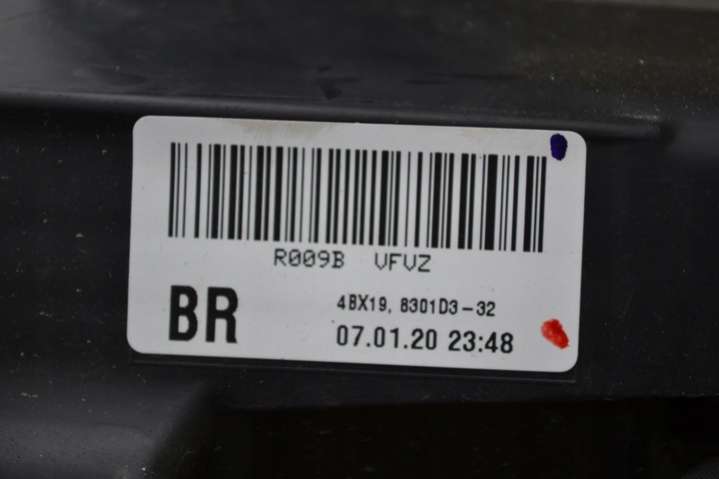 R009B VFVZ
BR
4BX19, 8301D3-32
07.01.20 23:48